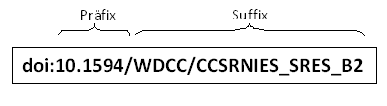 Präfix Suffix
doi:10.1594/WDCC/CCSRNIES_SRES_B2